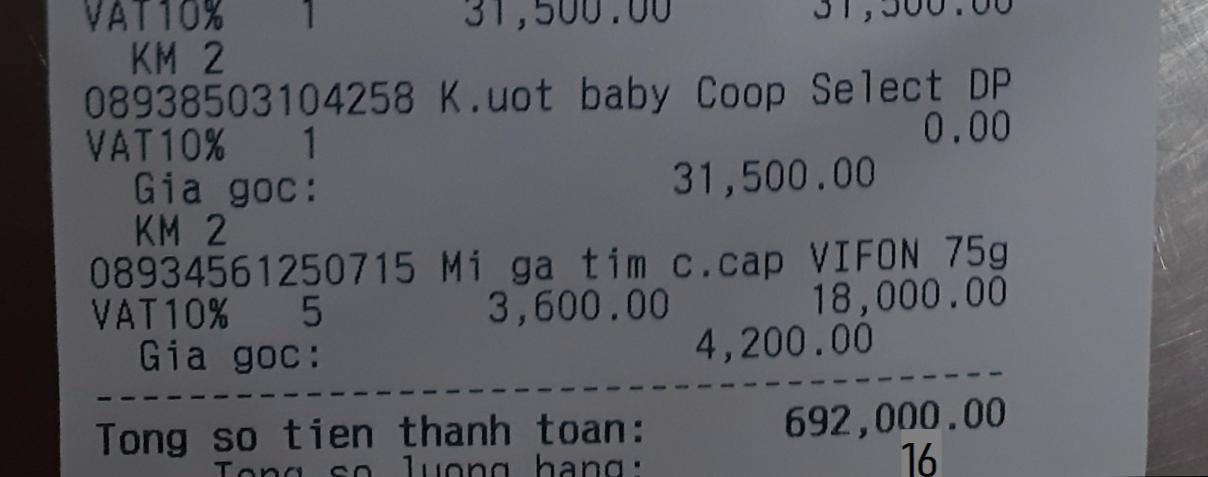 VAT10% 1 31,500.00 31,500.00
KM 2
08938503104258 K.uot baby Coop Select DP
VAT10% 1 0.00
Gia goc: 31,500.00
KM 2
08934561250715 Mi ga tim c.cap VIFON 75g
VAT10% 5 3,600.00 18,000.00
Gia goc: 4,200.00
Tong so tien thanh toan: 692,000.00
Tong so luong hang: 16